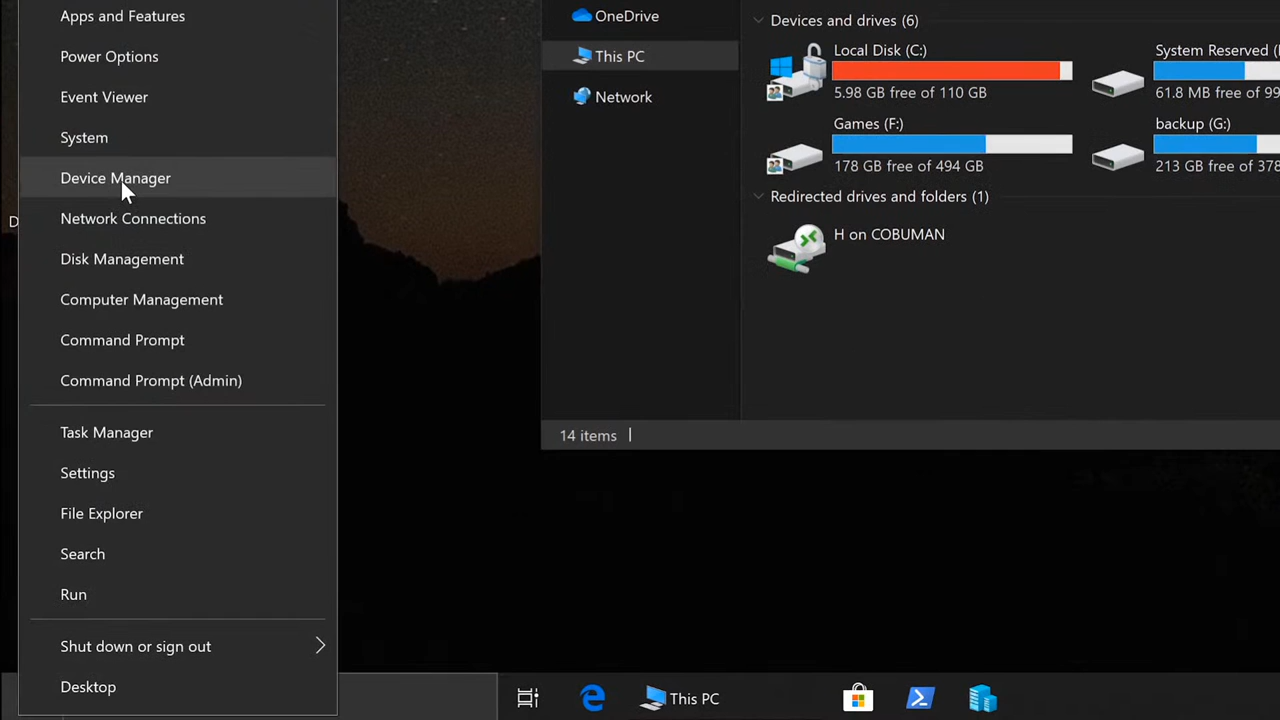 Apps and Features
Power Options
Event Viewer
System
Device Manager
Network Connections
Disk Management
Computer Management
Command Prompt
Command Prompt (Admin)
Task Manager
Settings
File Explorer
Search
Run
Shut down or sign out
Desktop
D
OneDrive
This PC
Network
Devices and drives (6)
Local Disk (C:)
5.98 GB free of 110 GB
System Reserved (
61.8 MB free of 99
Games (F:)
178 GB free of 494 GB
backup (G:)
213 GB free of 378
Redirected drives and folders (1)
H on COBUMAN
14 items
This PC